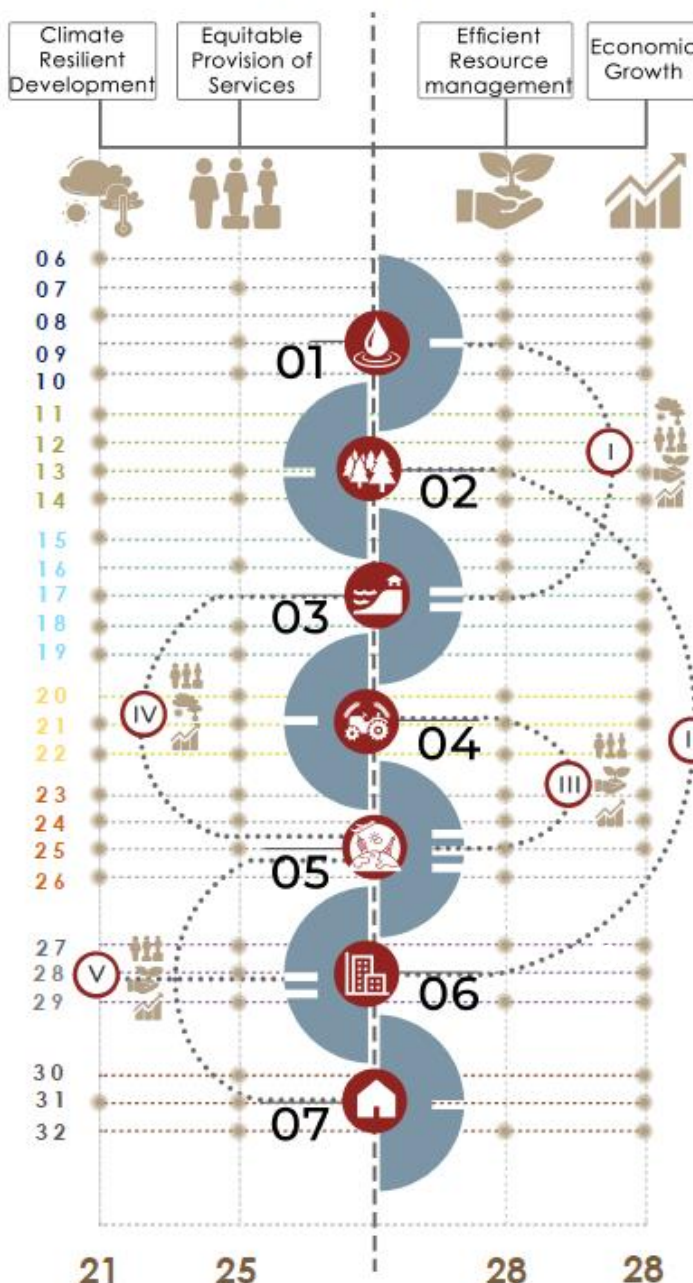 Climate
Resilient
Development
Equitable
Provision of
Services
Efficient
Resource
management
Economic
Growth
06
07
08
09
10
11
12
13
14
15
16
17
18
19
20
21
22
23
24
25
26
27
28
29
30
31
32
01
02
03
04
05
06
07
I
I
III
IV
V
21
25
28
28